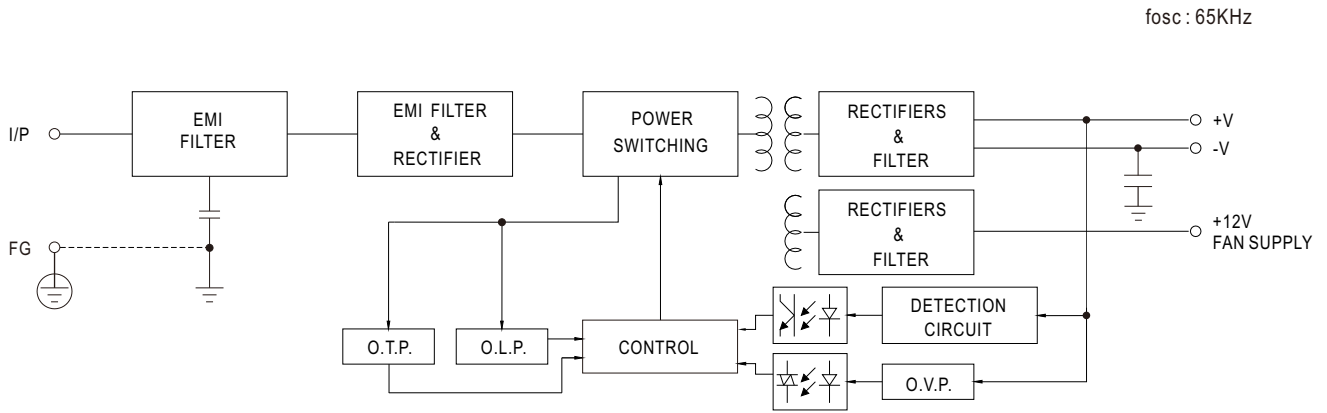 fosc : 65KHz
I/P
EMI
FILTER
EMI FILTER
&
RECTIFIER
POWER
SWITCHING
RECTIFIERS
&
FILTER
+V
-V
FG
RECTIFIERS
&
FILTER
+12V
FAN SUPPLY
O.T.P.
O.L.P.
CONTROL
DETECTION
CIRCUIT
O.V.P.